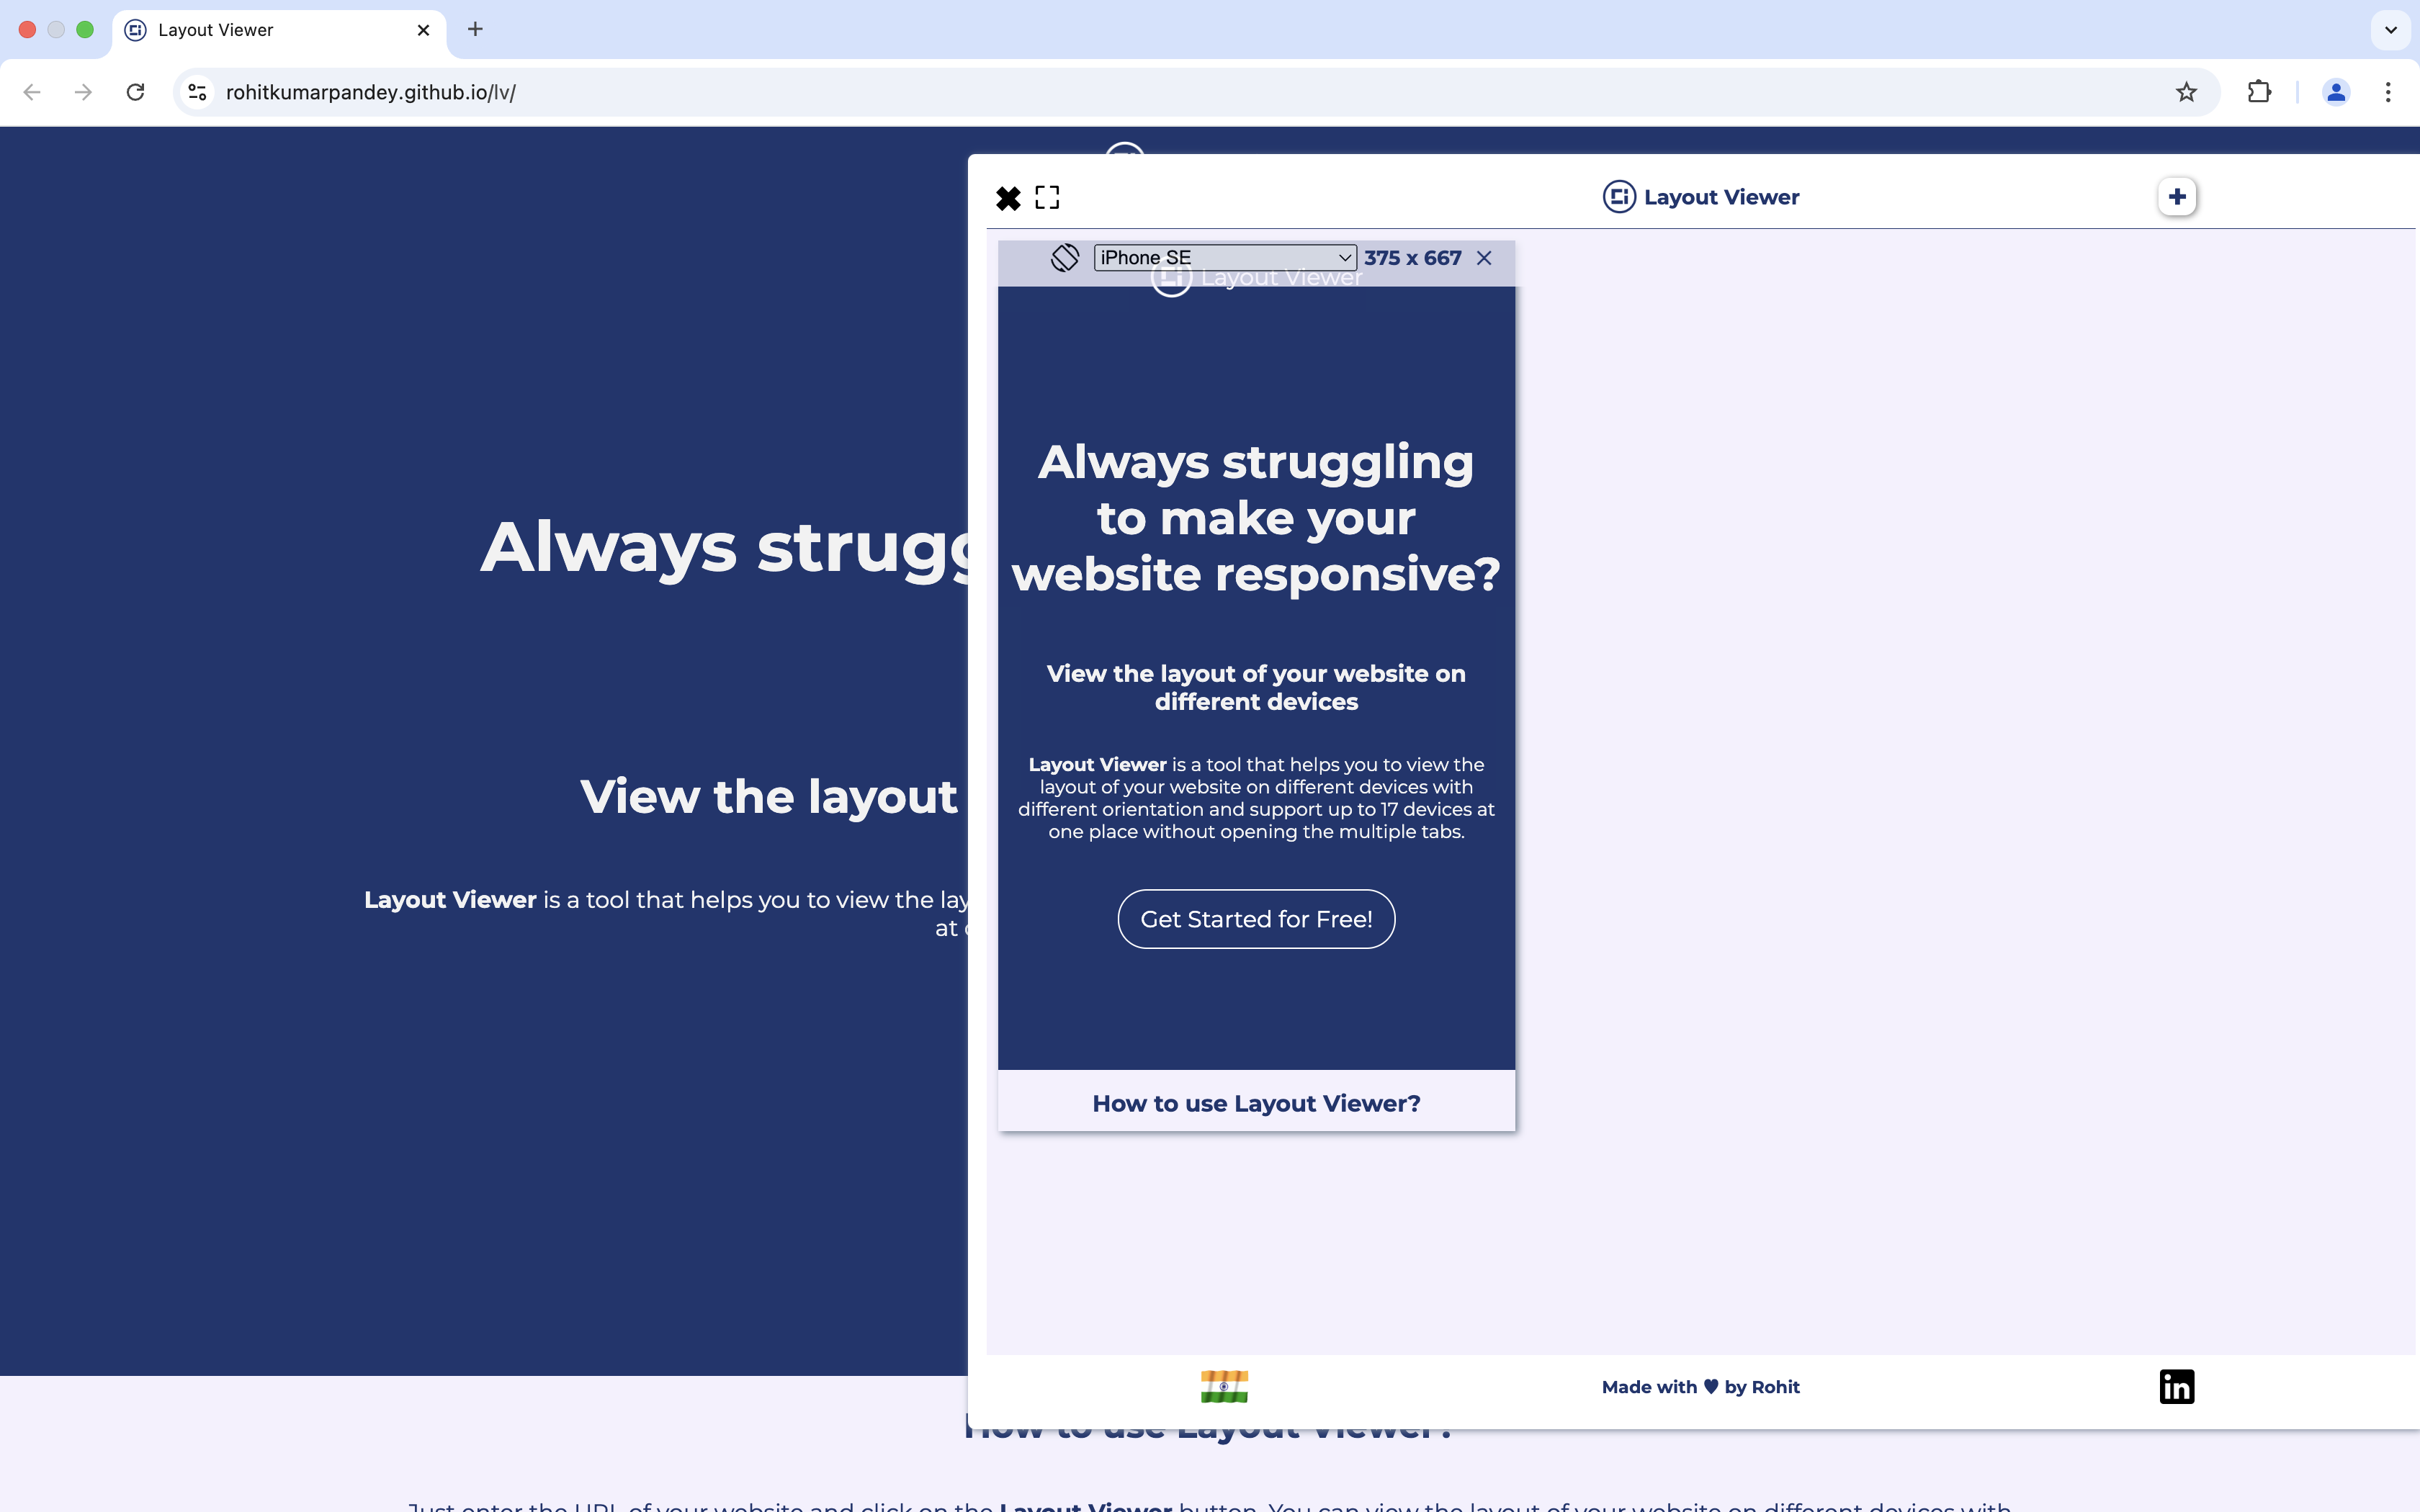 Layout Viewer
rohitkumarpandey.github.io/lv/
Layout Viewer
iPhone SE
375 x 667
Layout Viewer
Always struggling
to make your
website responsive?
View the layout of your website on
different devices
Layout Viewer is a tool that helps you to view the
layout of your website on different devices with
different orientation and support up to 17 devices at
one place without opening the multiple tabs.
Get Started for Free!
How to use Layout Viewer?
Made with ♥ by Rohit
in
Always
View the layout
Layout Viewer is a tool that helps you to view the
at
How to use Layout Viewer?
Just enter the URL of your website and click on the Layout Viewer button. You can view the layout of your website on different devices with